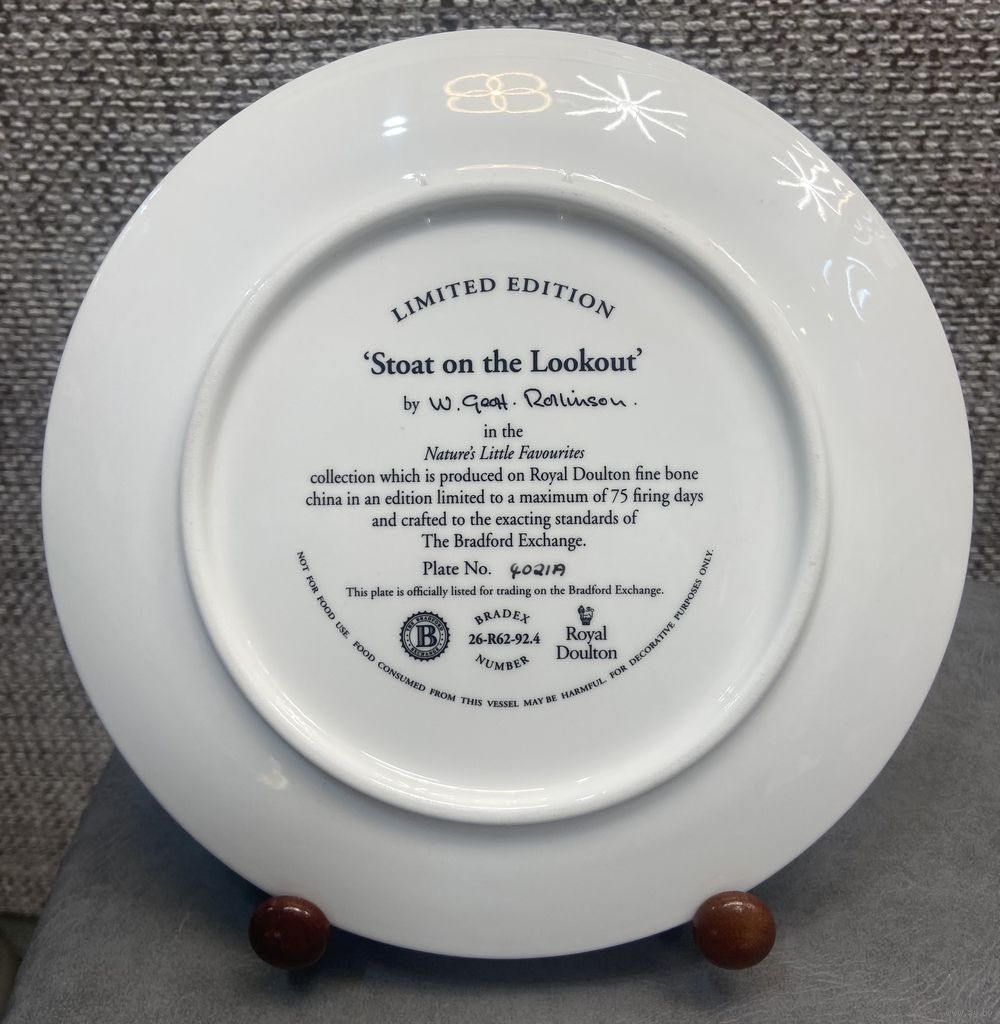 LIMITED EDITION
‘Stoat on the Lookout’
by W. Geoff. Rollinson.
in the
Nature's Little Favourites
collection which is produced on Royal Doulton fine bone
china in an edition limited to a maximum of 75 firing days
and crafted to the exacting standards of
The Bradford Exchange.
Plate No. 4021A
This plate is officially listed for trading on the Bradford Exchange.
THE BRADFORD EXCHANGE
B
BRADEX
26-R62-92.4
NUMBER
Royal
Doulton
NOT FOR FOOD USE. FOOD CONSUMED FROM THIS VESSEL MAY BE HARMFUL. FOR DECORATIVE PURPOSES ONLY.